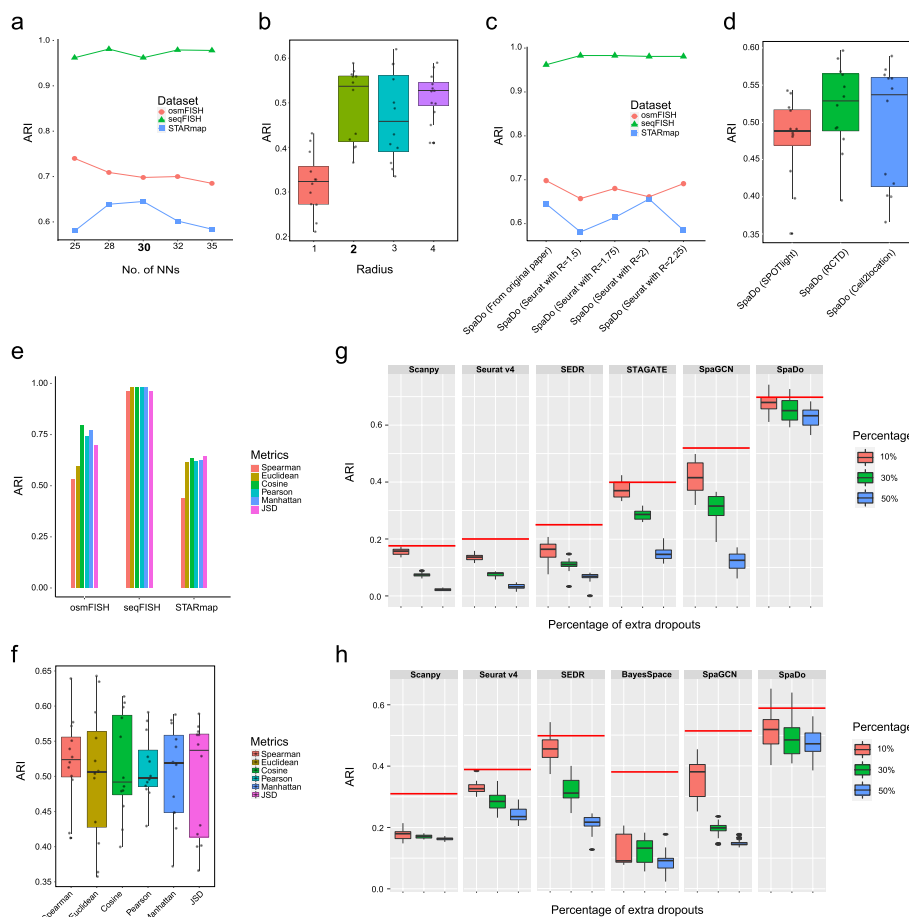 a
ARI
1.0
0.9
0.8
0.7
0.6
Dataset
osmFISH
seqFISH
STARmap
25 28 30 32 35
No. of NNs
b
ARI
0.6
0.5
0.4
0.3
0.2
1 2 3 4
Radius
c
ARI
1.0
0.9
0.8
0.7
0.6
Dataset
osmFISH
seqFISH
STARmap
SpaDo (From original paper)
SpaDo (Seurat with R=1.5)
SpaDo (Seurat with R=1.75)
SpaDo (Seurat with R=2)
SpaDo (Seurat with R=2.25)
d
ARI
0.60
0.55
0.50
0.45
0.40
0.35
SpaDo (SPOTlight)
SpaDo (RCTD)
SpaDo (Cell2location)
e
ARI
1.00
0.75
0.50
0.25
0.00
osmFISH seqFISH STARmap
Metrics
Spearman
Euclidean
Cosine
Pearson
Manhattan
JSD
g
Scanpy Seurat v4 SEDR STAGATE SpaGCN SpaDo
ARI
0.6
0.4
0.2
0.0
Percentage of extra dropouts
Percentage
10%
30%
50%
f
ARI
0.65
0.60
0.55
0.50
0.45
0.40
0.35
Spearman
Euclidean
Cosine
Pearson
Manhattan
JSD
Metrics
Spearman
Euclidean
Cosine
Pearson
Manhattan
JSD
h
Scanpy Seurat v4 SEDR BayesSpace SpaGCN SpaDo
ARI
0.6
0.4
0.2
0.0
Percentage of extra dropouts
Percentage
10%
30%
50%